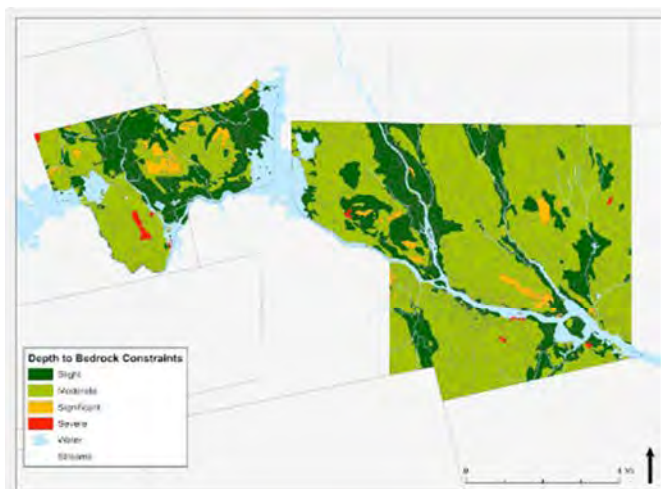 Depth to Bedrock Constraints
Slight
Moderate
Significant
Severe
Water
Streams
0